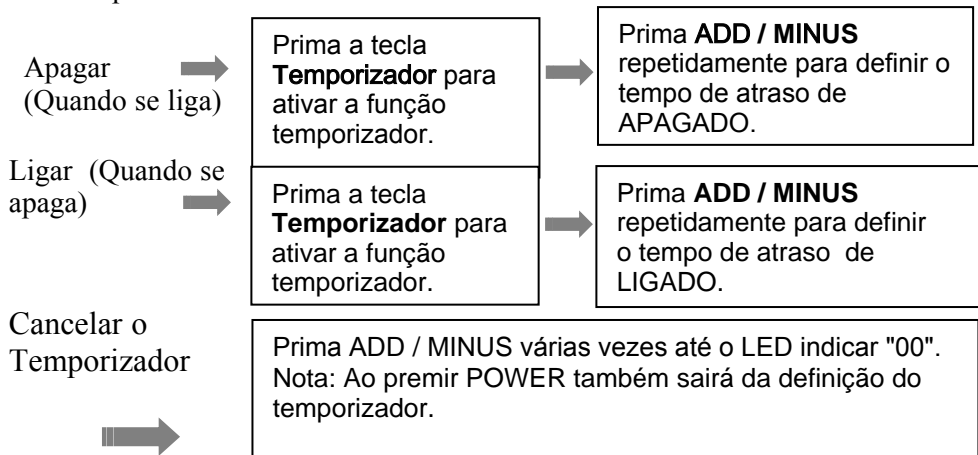 Apagar
(Quando se liga)
Prima a tecla
Temporizador para
ativar a função
temporizador.
Prima ADD / MINUS
repetidamente para definir o
tempo de atraso de
APAGADO.
Ligar (Quando se
apaga)
Prima a tecla
Temporizador para
ativar a função
temporizador.
Prima ADD / MINUS
repetidamente para definir
o tempo de atraso de
LIGADO.
Cancelar o
Temporizador
Prima ADD / MINUS várias vezes até o LED indicar "00".
Nota: Ao premir POWER também sairá da definição do
temporizador.